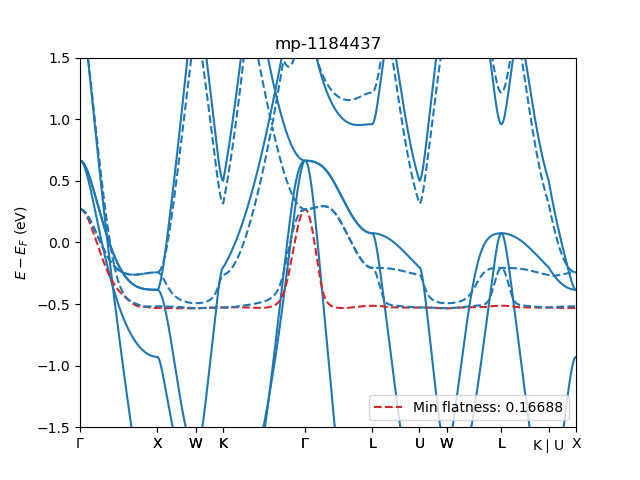 mp-1184437
E − E_F (eV)
1.5
1.0
0.5
0.0
−0.5
−1.0
−1.5
Min flatness: 0.16688
Γ X W K Γ L U W L K | U X